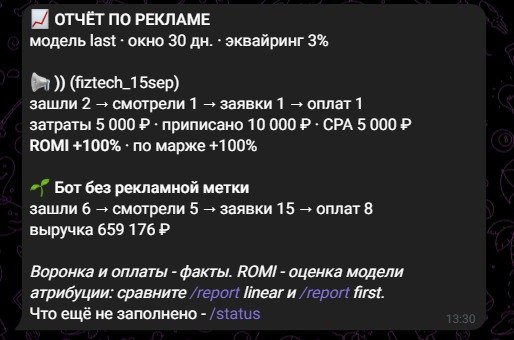 📈 ОТЧЁТ ПО РЕКЛАМЕ
модель last · окно 30 дн. · эквайринг 3%
📢 )) (fiztech_15sep)
зашли 2 → смотрели 1 → заявки 1 → оплат 1
затраты 5 000 ₽ · приписано 10 000 ₽ · CPA 5 000 ₽
ROMI +100% · по марже +100%
🌱 Бот без рекламной метки
зашли 6 → смотрели 5 → заявки 15 → оплат 8
выручка 659 176 ₽
Воронка и оплаты - факты. ROMI - оценка модели
атрибуции: сравните /report linear и /report first.
Что ещё не заполнено - /status
13:30